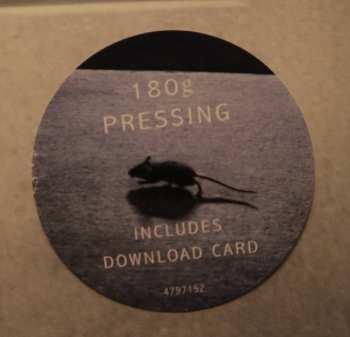 180g
PRESSING
INCLUDES
DOWNLOAD CARD
4797152